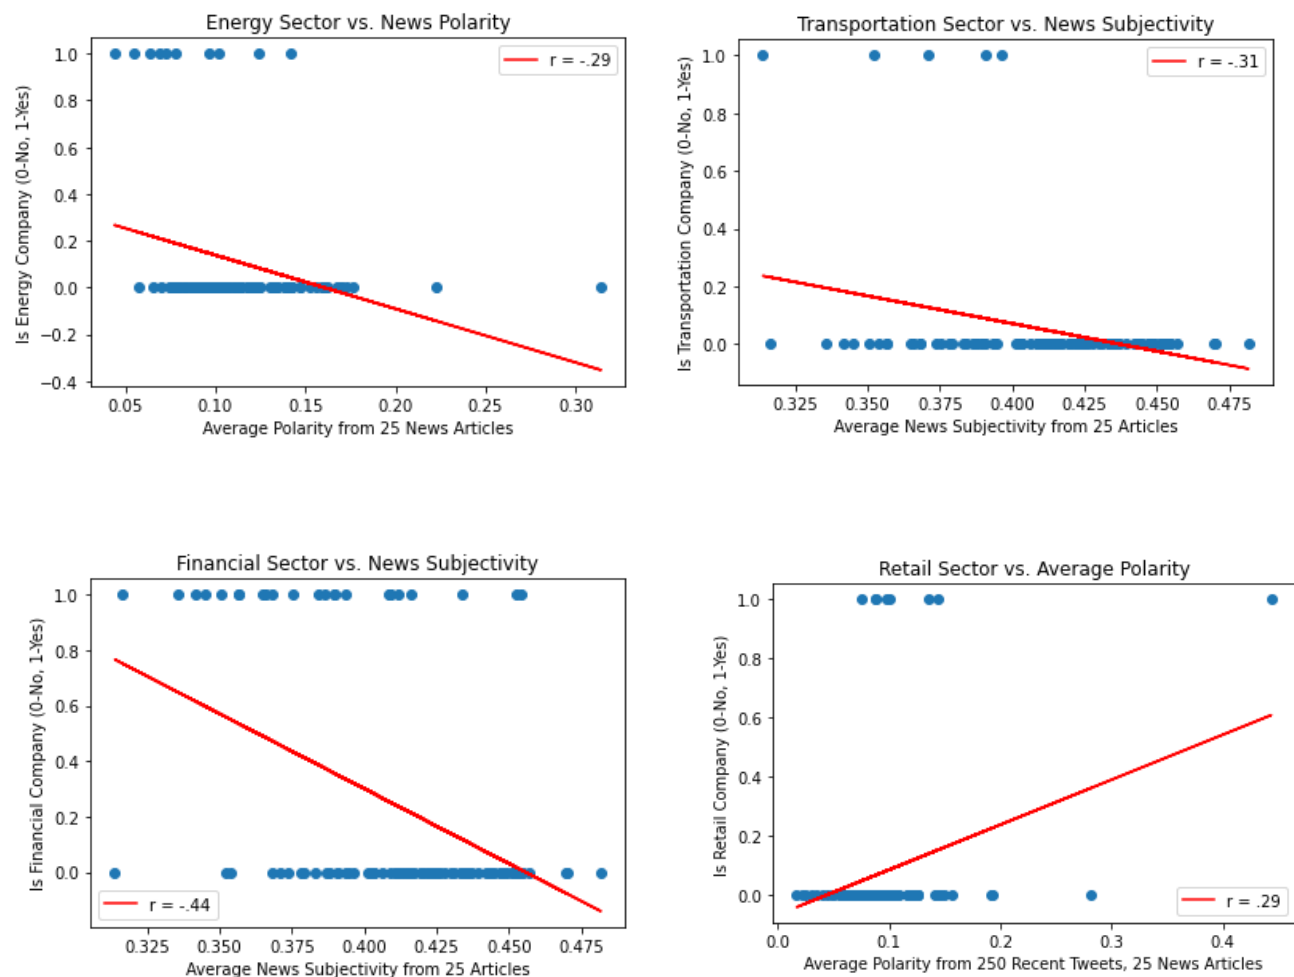 Energy Sector vs. News Polarity
r = -.29
Is Energy Company (0-No, 1-Yes)
1.0
0.8
0.6
0.4
0.2
0.0
−0.2
−0.4
0.05 0.10 0.15 0.20 0.25 0.30
Average Polarity from 25 News Articles
Transportation Sector vs. News Subjectivity
r = -.31
Is Transportation Company (0-No, 1-Yes)
1.0
0.8
0.6
0.4
0.2
0.0
0.325 0.350 0.375 0.400 0.425 0.450 0.475
Average News Subjectivity from 25 Articles
Financial Sector vs. News Subjectivity
Is Financial Company (0-No, 1-Yes)
1.0
0.8
0.6
0.4
0.2
0.0
r = -.44
0.325 0.350 0.375 0.400 0.425 0.450 0.475
Average News Subjectivity from 25 Articles
Retail Sector vs. Average Polarity
Is Retail Company (0-No, 1-Yes)
1.0
0.8
0.6
0.4
0.2
0.0
r = .29
0.0 0.1 0.2 0.3 0.4
Average Polarity from 250 Recent Tweets, 25 News Articles